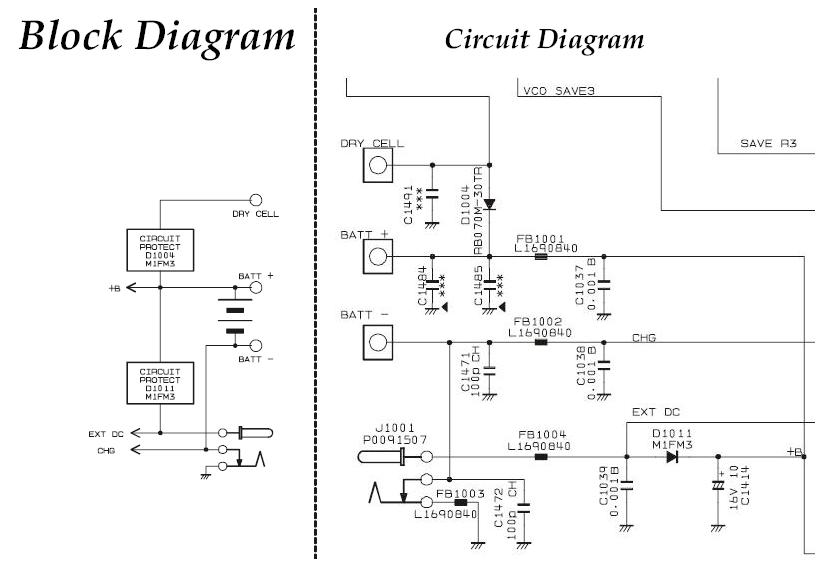 Block Diagram
DRY CELL
CIRCUIT
PROTECT
D1004
M1FM3
BATT +
+B
BATT -
CIRCUIT
PROTECT
D1011
M1FM3
EXT DC
CHG
Circuit Diagram
VCO SAVE3
SAVE R3
DRY CELL
C1491
***
D1004
RB070M-30TR
BATT +
FB1001
L1690840
C1484
***
C1485
***
C1037
0.001 B
BATT -
FB1002
L1690840
CHG
C1471
100p CH
C1038
0.001 B
EXT DC
J1001
P0091507
FB1004
L1690840
D1011
M1FM3
+B
C1039
0.001B
+
16V 10
C1414
FB1003
L1690840
C1472
100p CH